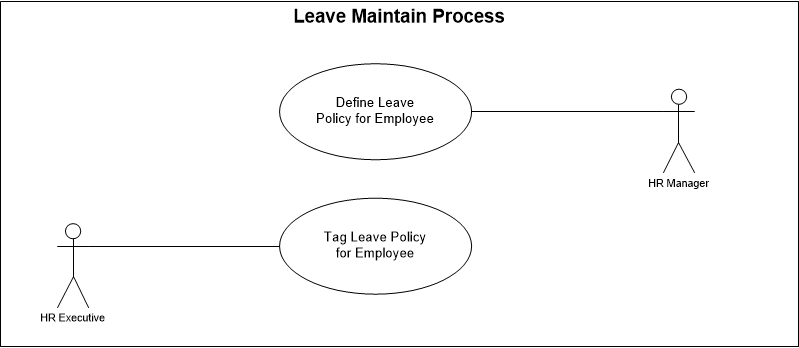 Leave Maintain Process
Define Leave
Policy for Employee
HR Manager
Tag Leave Policy
for Employee
HR Executive